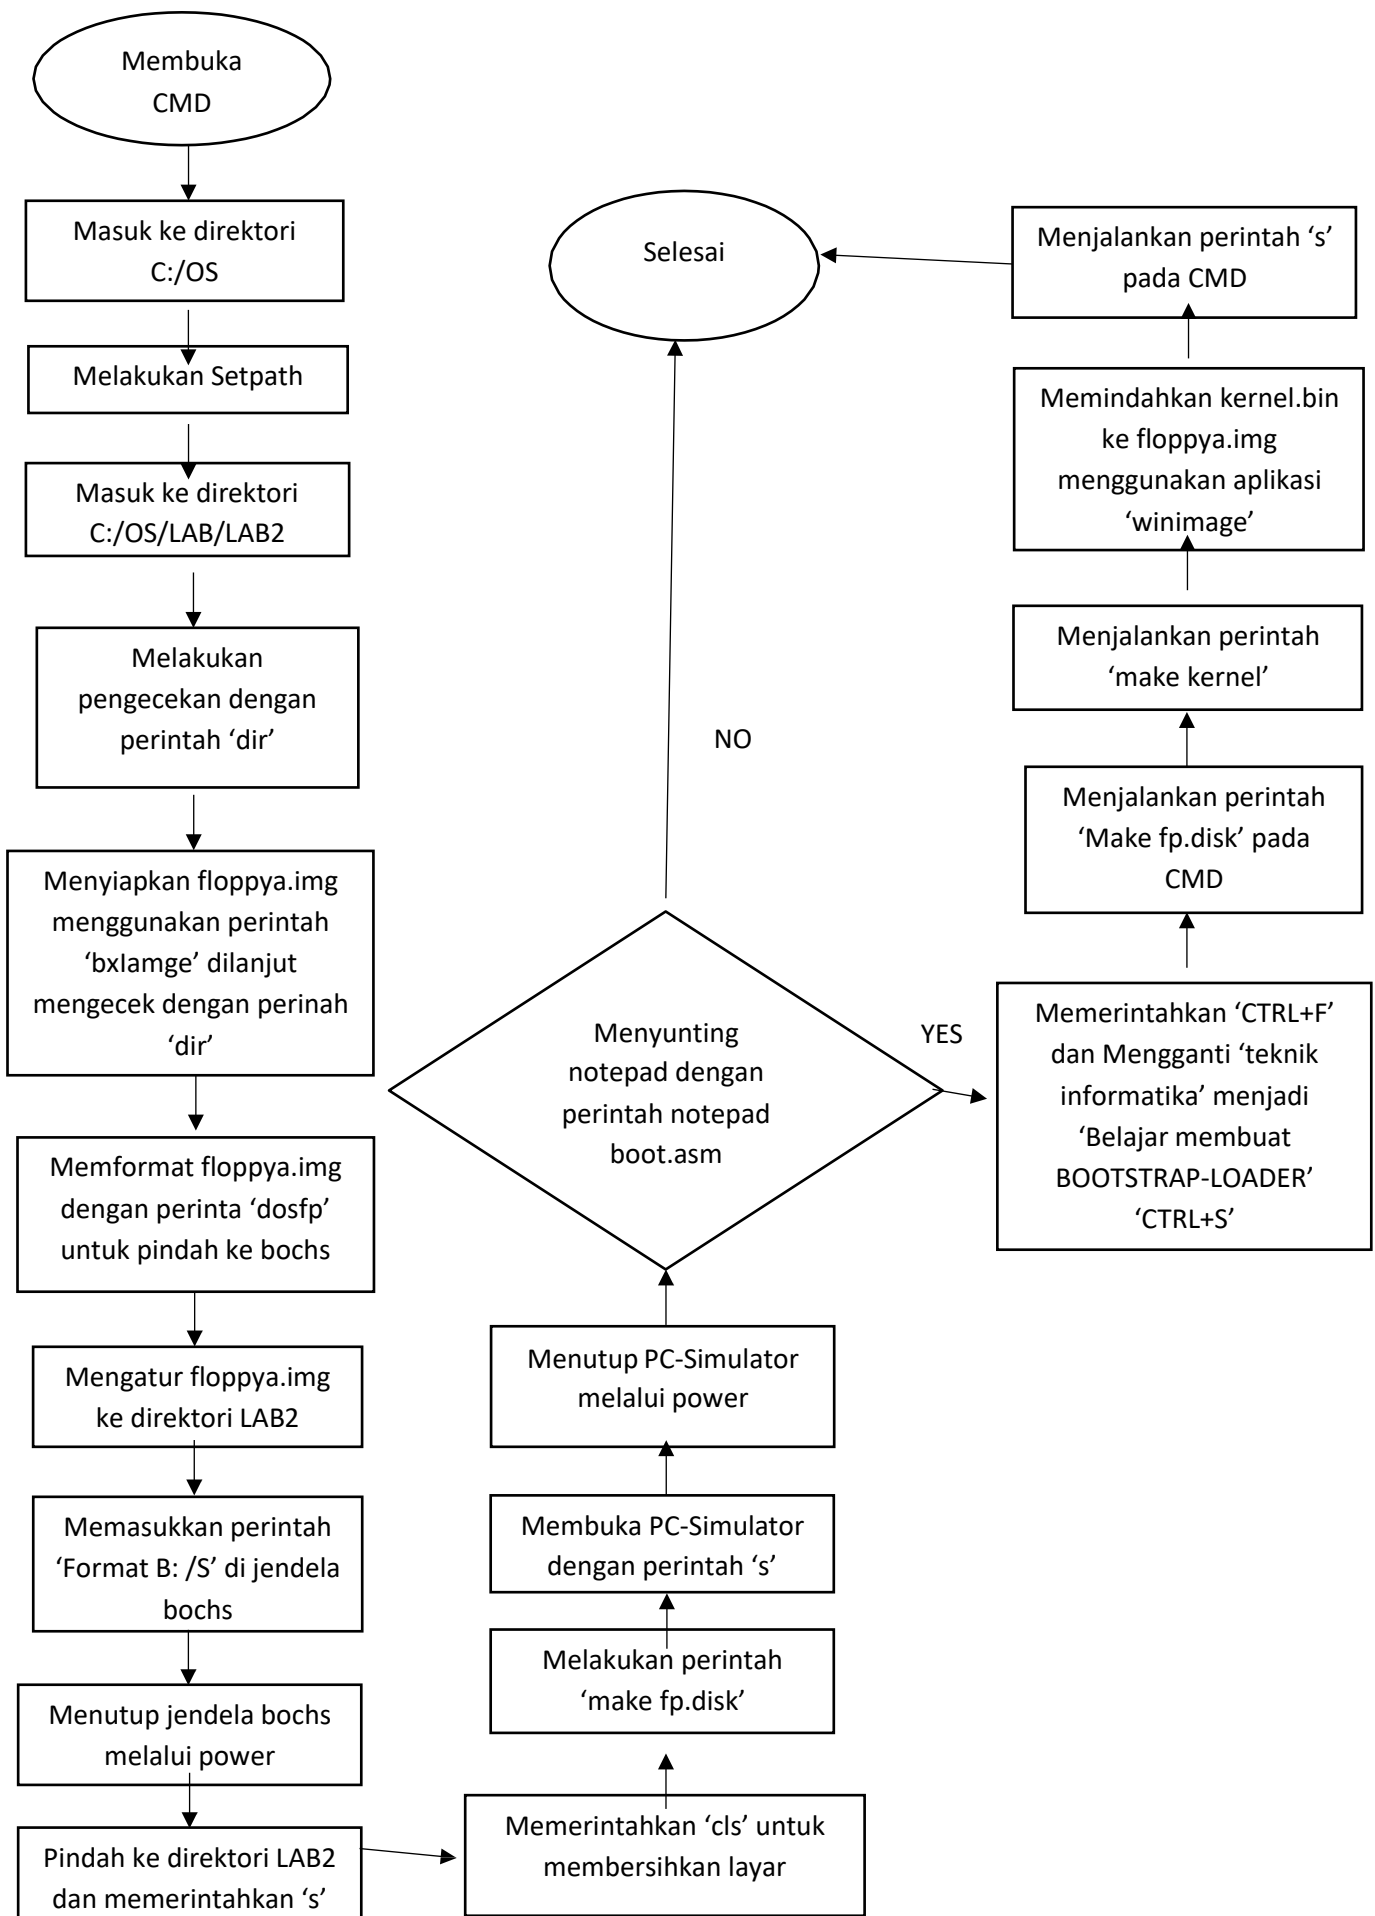 Membuka
CMD
Masuk ke direktori
C:/OS
Melakukan Setpath
Masuk ke direktori
C:/OS/LAB/LAB2
Melakukan
pengecekan dengan
perintah ‘dir’
Menyiapkan floppya.img
menggunakan perintah
‘bxIamge’ dilanjut
mengecek dengan perinah
‘dir’
Memformat floppya.img
dengan perinta ‘dosfp’
untuk pindah ke bochs
Mengatur floppya.img
ke direktori LAB2
Memasukkan perintah
‘Format B: /S’ di jendela
bochs
Menutup jendela bochs
melalui power
Pindah ke direktori LAB2
dan memerintahkan ‘s’
Memerintahkan ‘cls’ untuk
membersihkan layar
Melakukan perintah
‘make fp.disk’
Membuka PC-Simulator
dengan perintah ‘s’
Menutup PC-Simulator
melalui power
Menyunting
notepad dengan
perintah notepad
boot.asm
NO
YES
Selesai
Memerintahkan ‘CTRL+F’
dan Mengganti ‘teknik
informatika’ menjadi
‘Belajar membuat
BOOTSTRAP-LOADER’
‘CTRL+S’
Menjalankan perintah
‘Make fp.disk’ pada
CMD
Menjalankan perintah
‘make kernel’
Memindahkan kernel.bin
ke floppya.img
menggunakan aplikasi
‘winimage’
Menjalankan perintah ‘s’
pada CMD